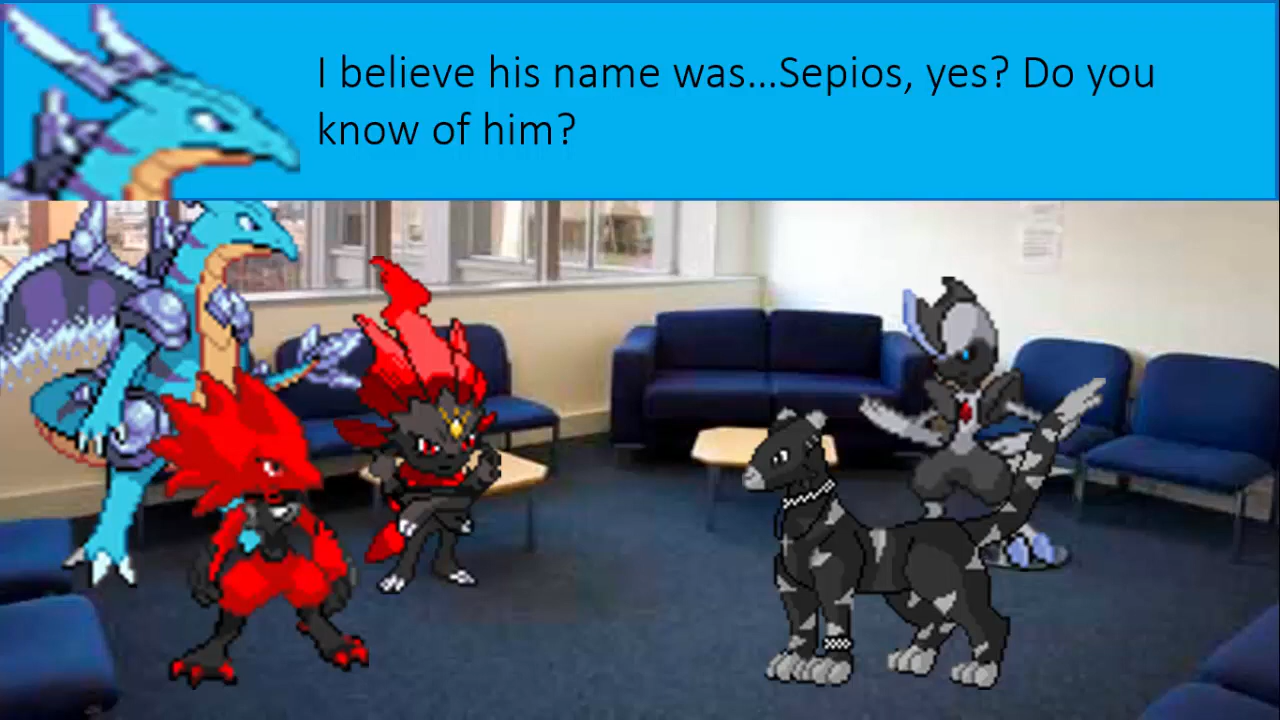 I believe his name was...Sepios, yes? Do you
know of him?